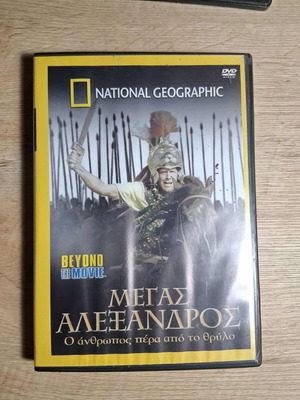 NATIONAL GEOGRAPHIC
DVD
BEYOND
THE MOVIE
ΜΕΓΑΣ
ΑΛΕΞΑΝΔΡΟΣ
Ο άνθρωπος πέρα από το θρύλο